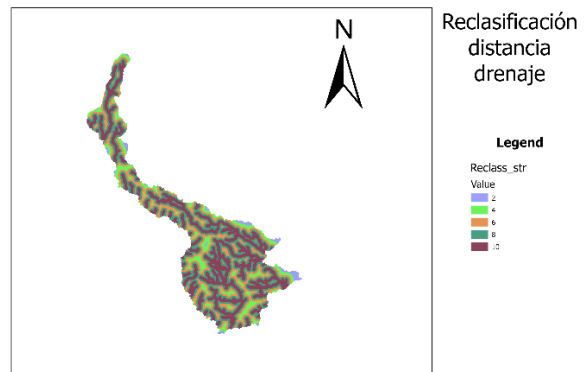 N
Reclasificación
distancia
drenaje
Legend
Reclass_str
Value
2
4
6
8
10